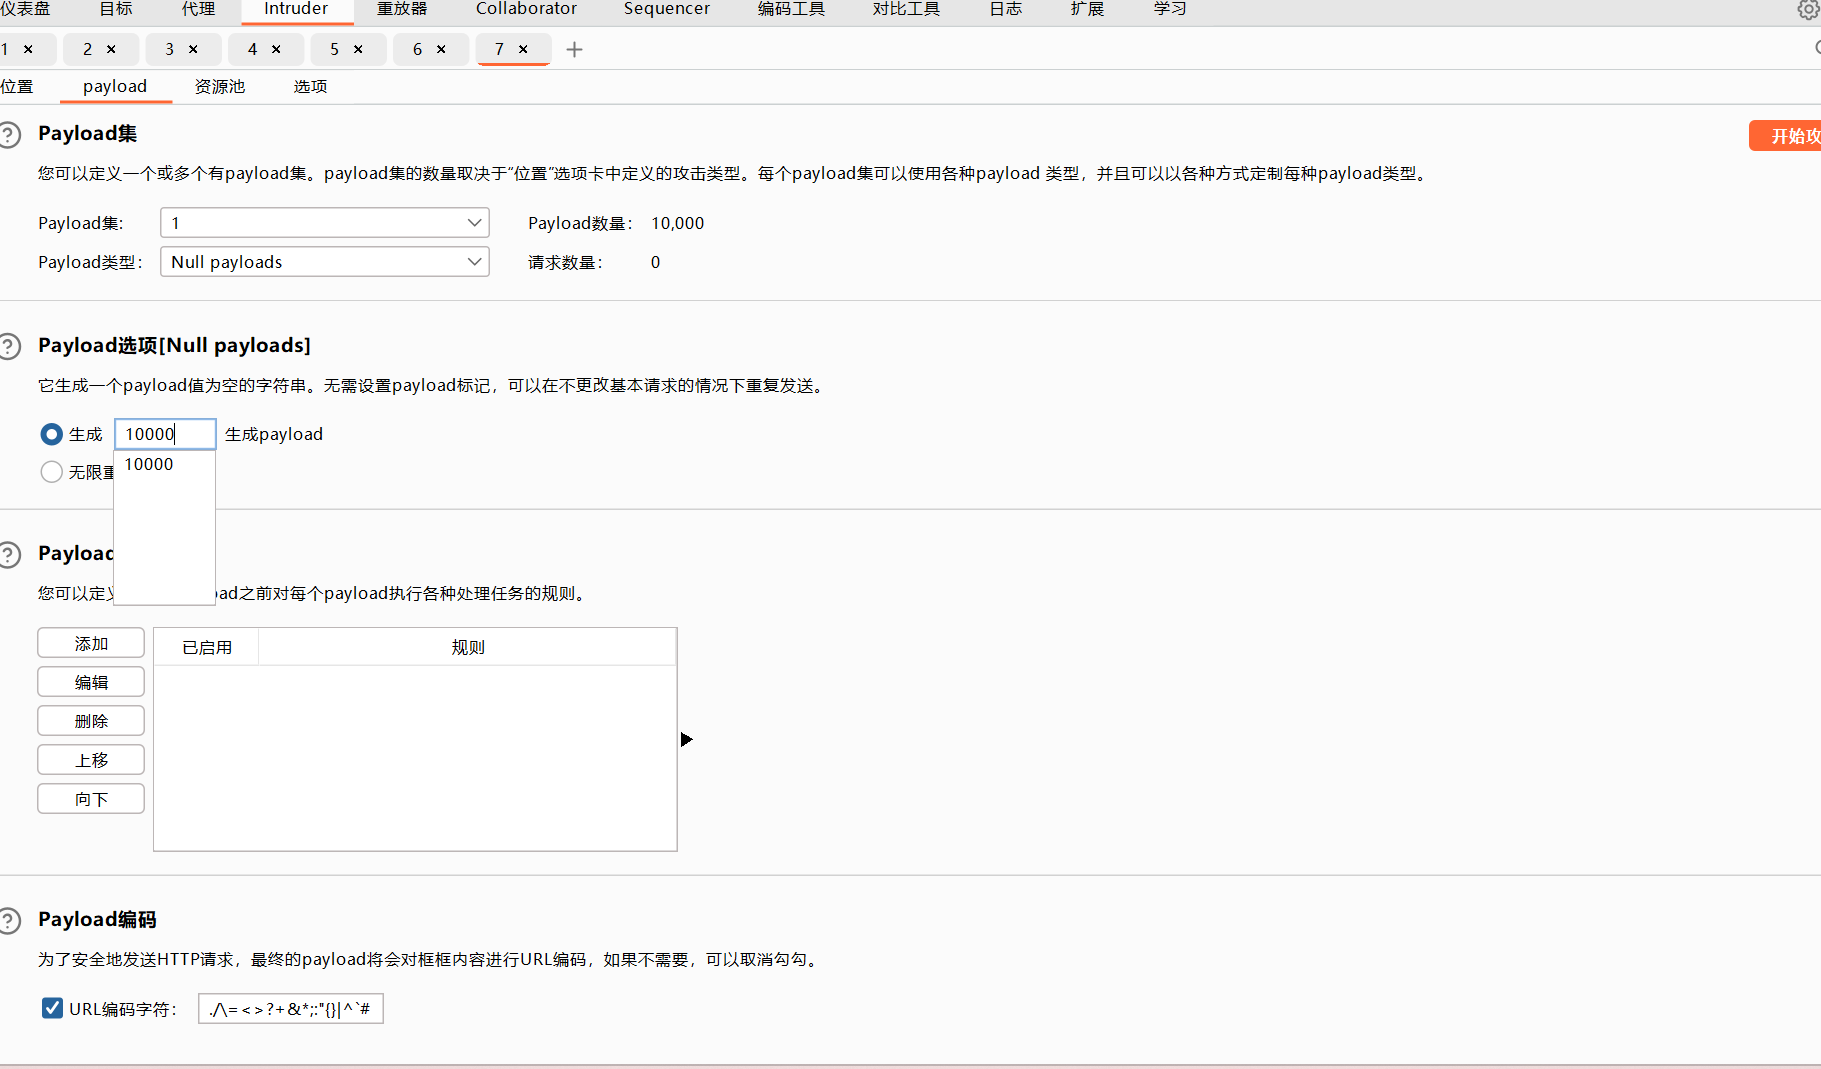 仪表盘 目标 代理 Intruder 重放器 Collaborator Sequencer 编码工具 对比工具 日志 扩展 学习
1 × 2 × 3 × 4 × 5 × 6 × 7 × +
位置 payload 资源池 选项
Payload集
开始攻
您可以定义一个或多个有payload集。payload集的数量取决于“位置”选项卡中定义的攻击类型。每个payload集可以使用各种payload 类型，并且可以以各种方式定制每种payload类型。
Payload集: 1 Payload数量： 10,000
Payload类型： Null payloads 请求数量： 0
Payload选项[Null payloads]
它生成一个payload值为空的字符串。无需设置payload标记，可以在不更改基本请求的情况下重复发送。
生成 10000 生成payload
10000
无限重
Payload
您可以定义 oad之前对每个payload执行各种处理任务的规则。
添加 已启用 规则
编辑
删除
上移
向下
Payload编码
为了安全地发送HTTP请求，最终的payload将会对框框内容进行URL编码，如果不需要，可以取消勾勾。
URL编码字符： ./\=<>?+&*;:"{}|^`#